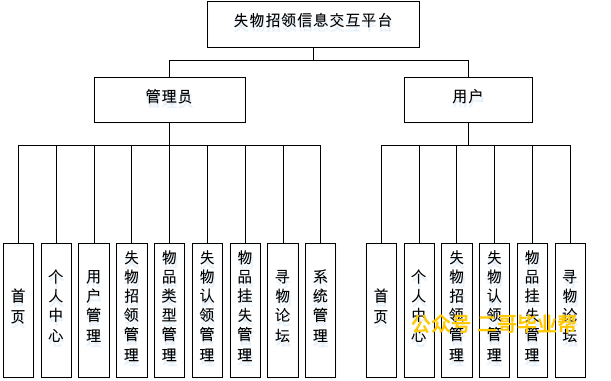 失物招领信息交互平台
管理员
用户
首页
个人中心
用户管理
失物招领管理
物品类型管理
失物认领管理
物品挂失管理
寻物论坛
系统管理
首页
个人中心
失物招领管理
失物认领管理
物品挂失管理
寻物论坛
公众号 二哥毕业帮